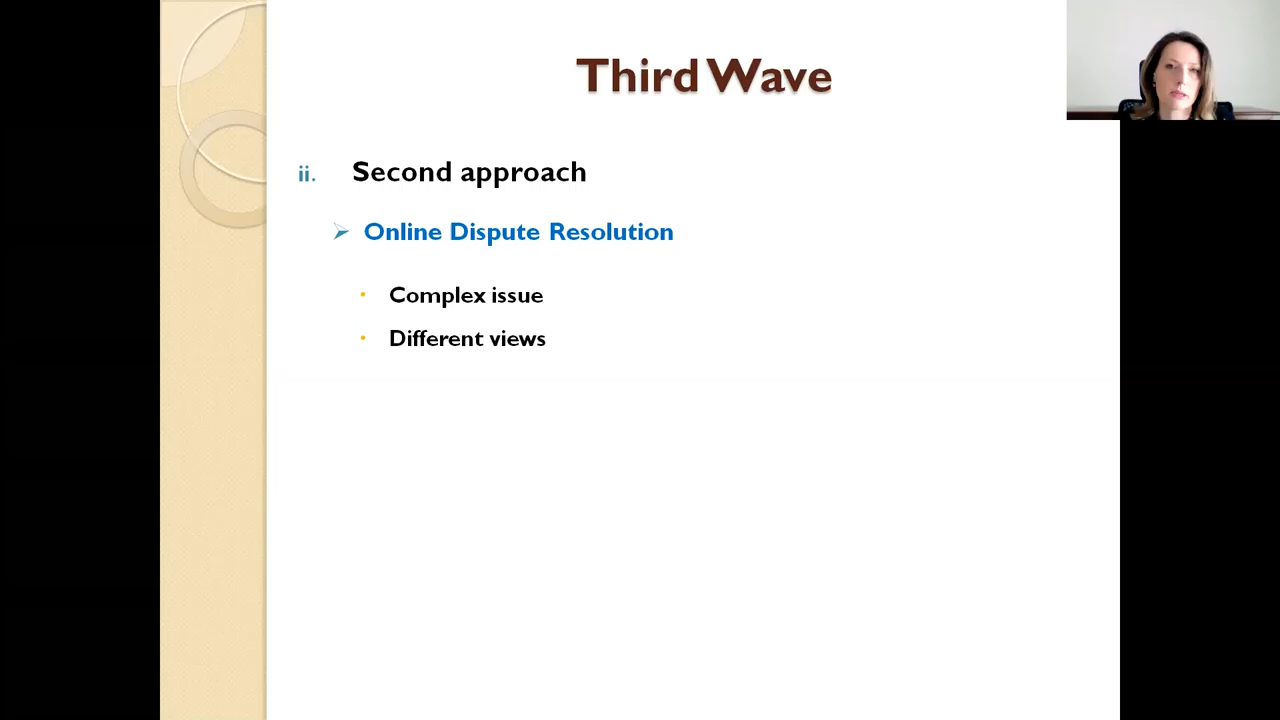 Third Wave
ii. Second approach
➢ Online Dispute Resolution
• Complex issue
• Different views